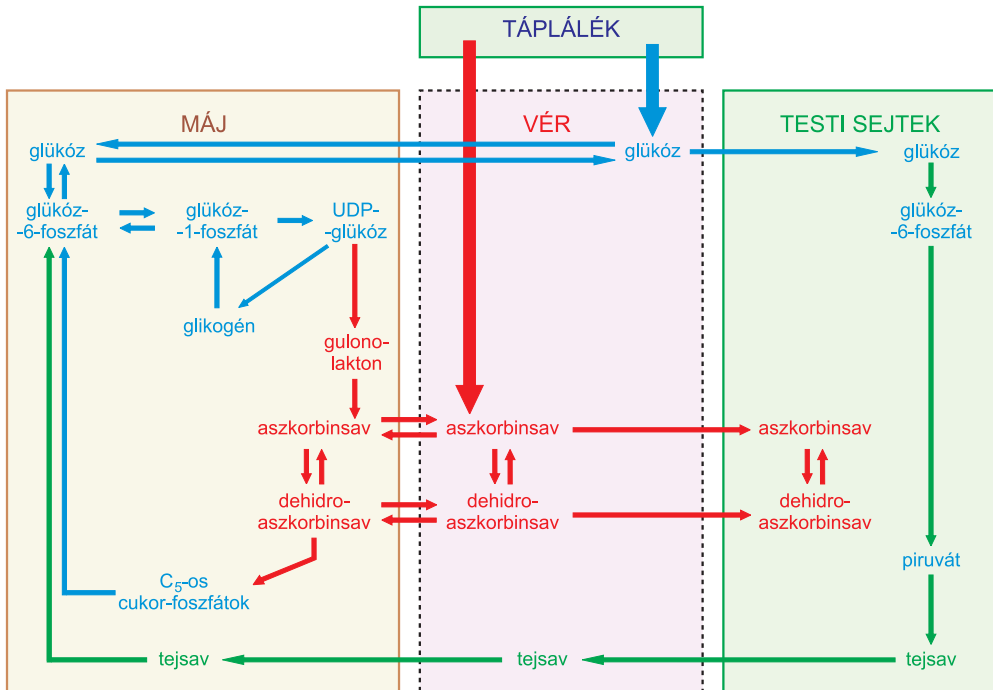 TÁPLÁLÉK
MÁJ
VÉR
TESTI SEJTEK
glükóz
glükóz
glükóz
glükóz-
-6-foszfát
glükóz-
-1-foszfát
UDP-
-glükóz
glükóz-
-6-foszfát
glikogén
gulono-
lakton
aszkorbinsav
aszkorbinsav
aszkorbinsav
dehidro-
aszkorbinsav
dehidro-
aszkorbinsav
dehidro-
aszkorbinsav
piruvát
C5-os
cukor-foszfátok
tejsav
tejsav
tejsav